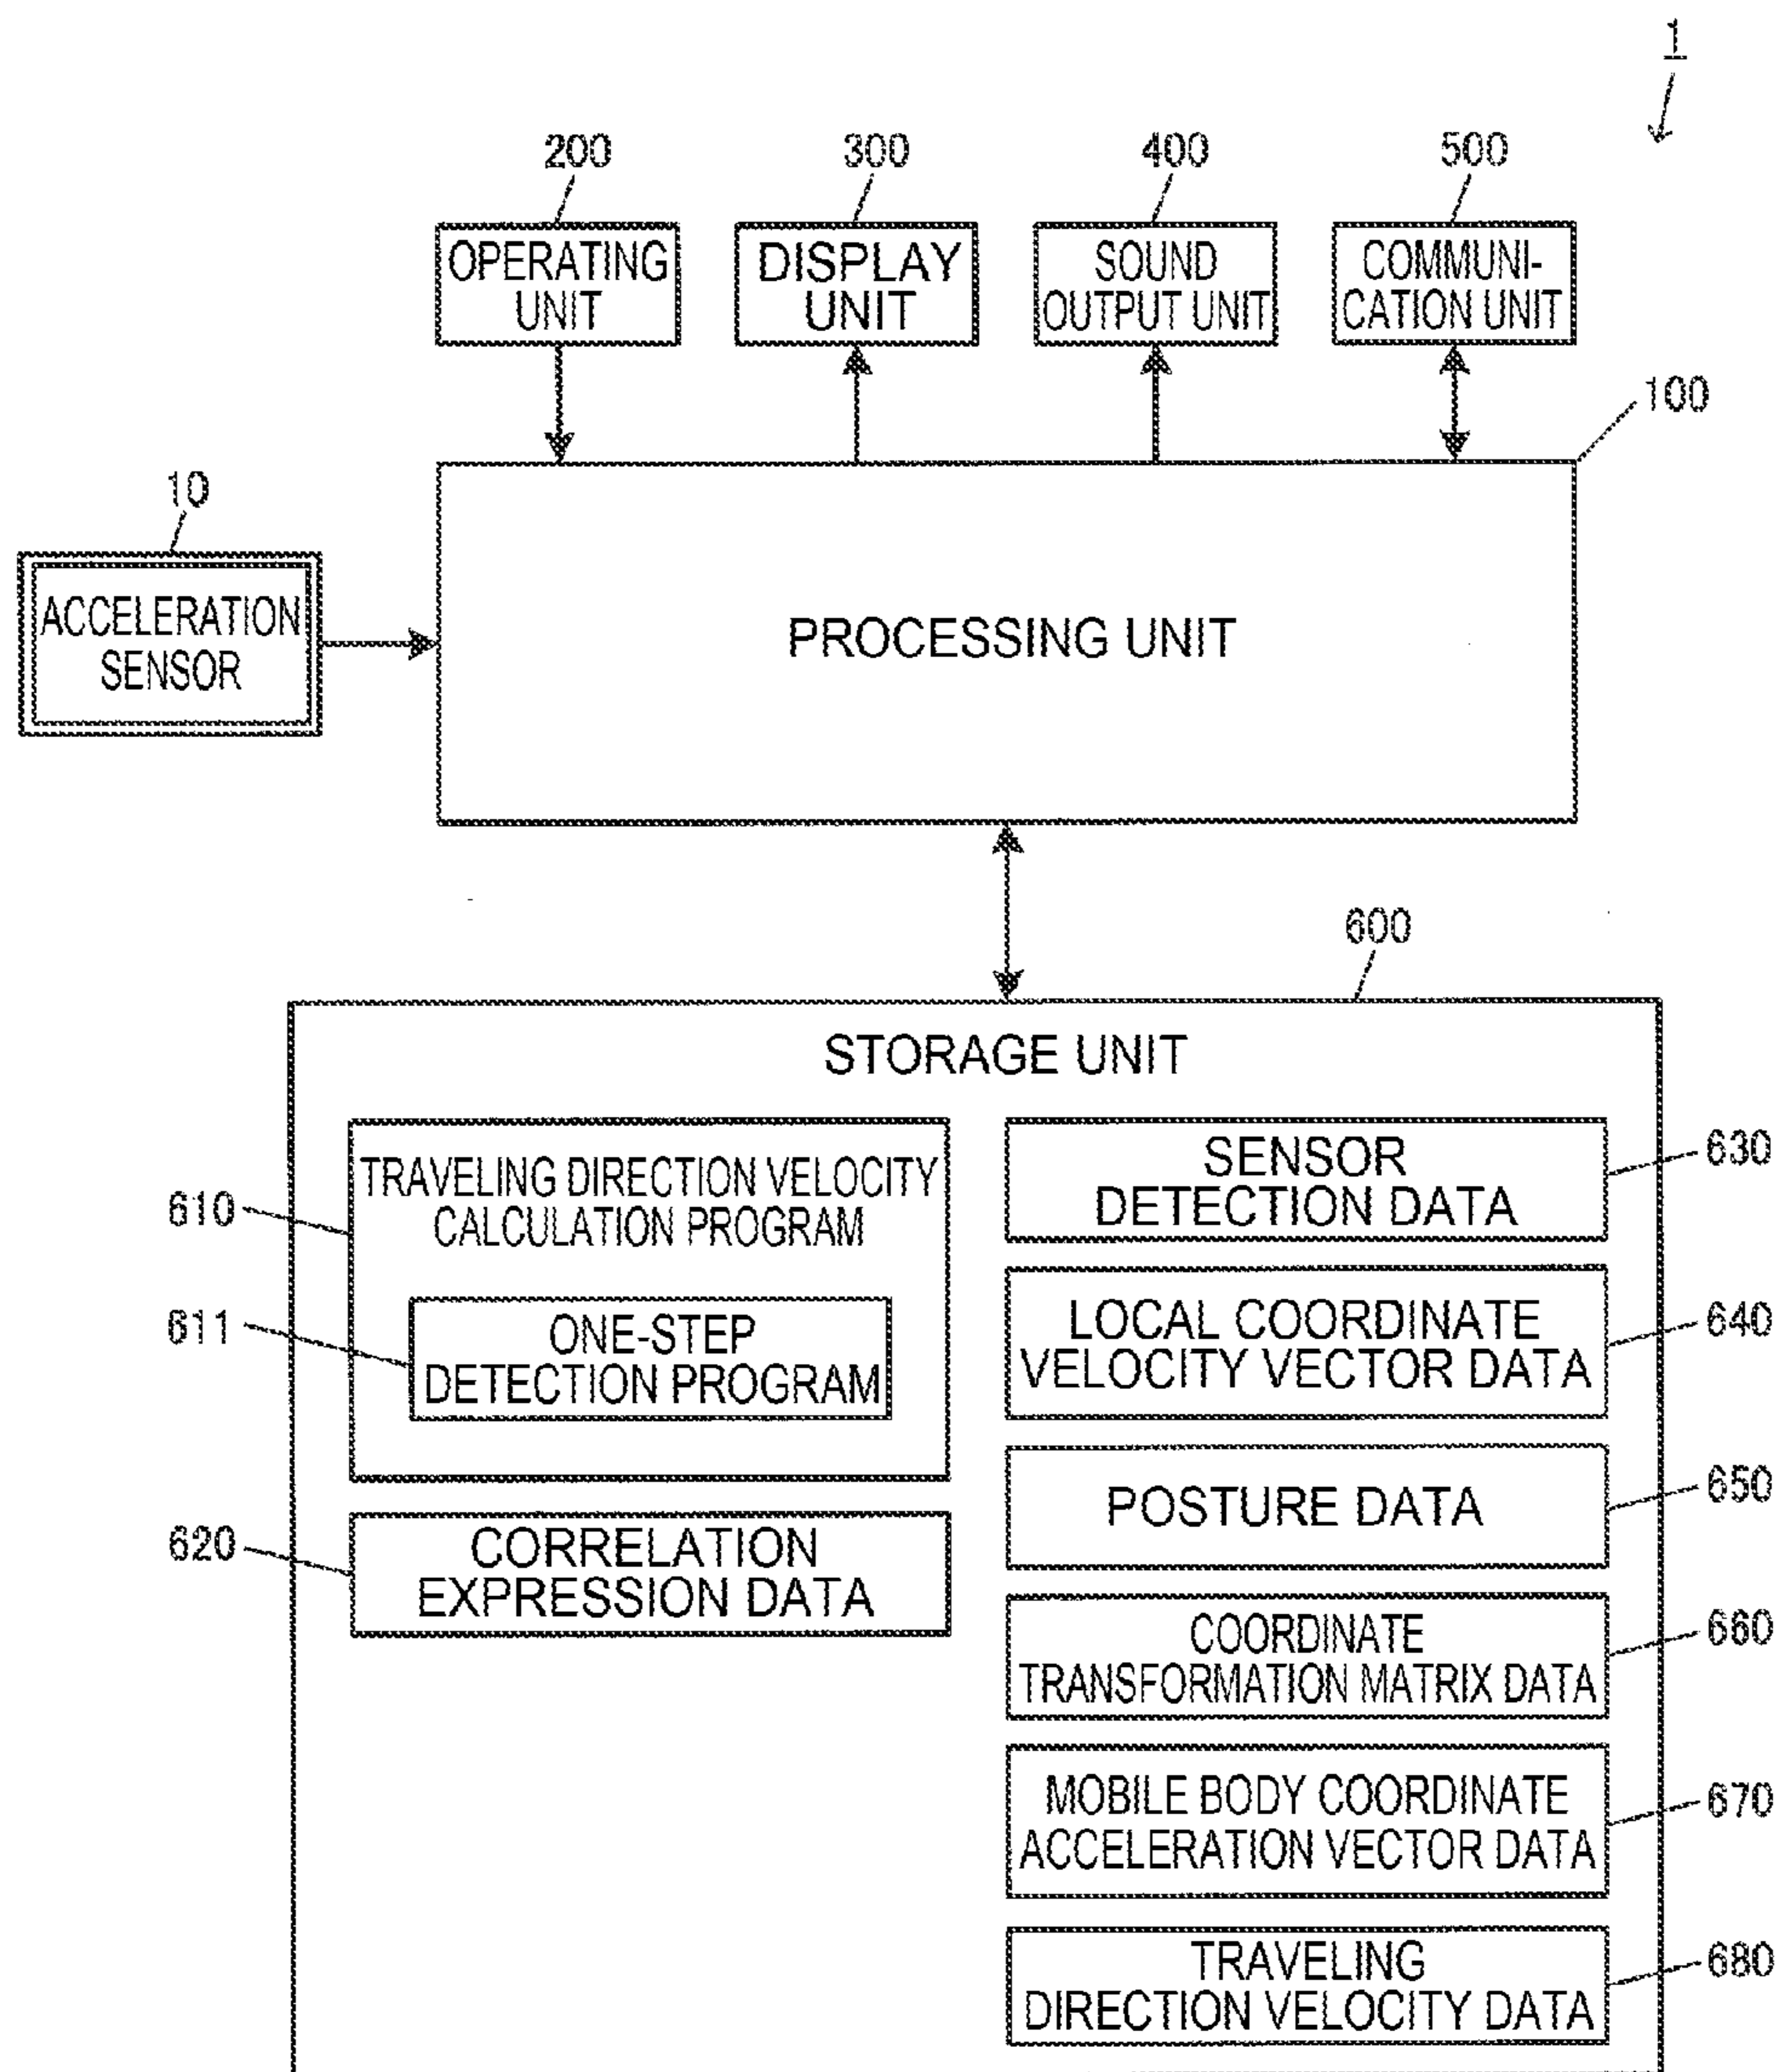 1
200
300
400
500
OPERATING
UNIT
DISPLAY
UNIT
SOUND
OUTPUT UNIT
COMMUNI-
CATION UNIT
100
10
ACCELERATION
SENSOR
PROCESSING UNIT
600
STORAGE UNIT
610
TRAVELING DIRECTION VELOCITY
CALCULATION PROGRAM
611
ONE-STEP
DETECTION PROGRAM
620
CORRELATION
EXPRESSION DATA
SENSOR
DETECTION DATA
630
LOCAL COORDINATE
VELOCITY VECTOR DATA
640
POSTURE DATA
650
COORDINATE
TRANSFORMATION MATRIX DATA
660
MOBILE BODY COORDINATE
ACCELERATION VECTOR DATA
670
TRAVELING
DIRECTION VELOCITY DATA
680